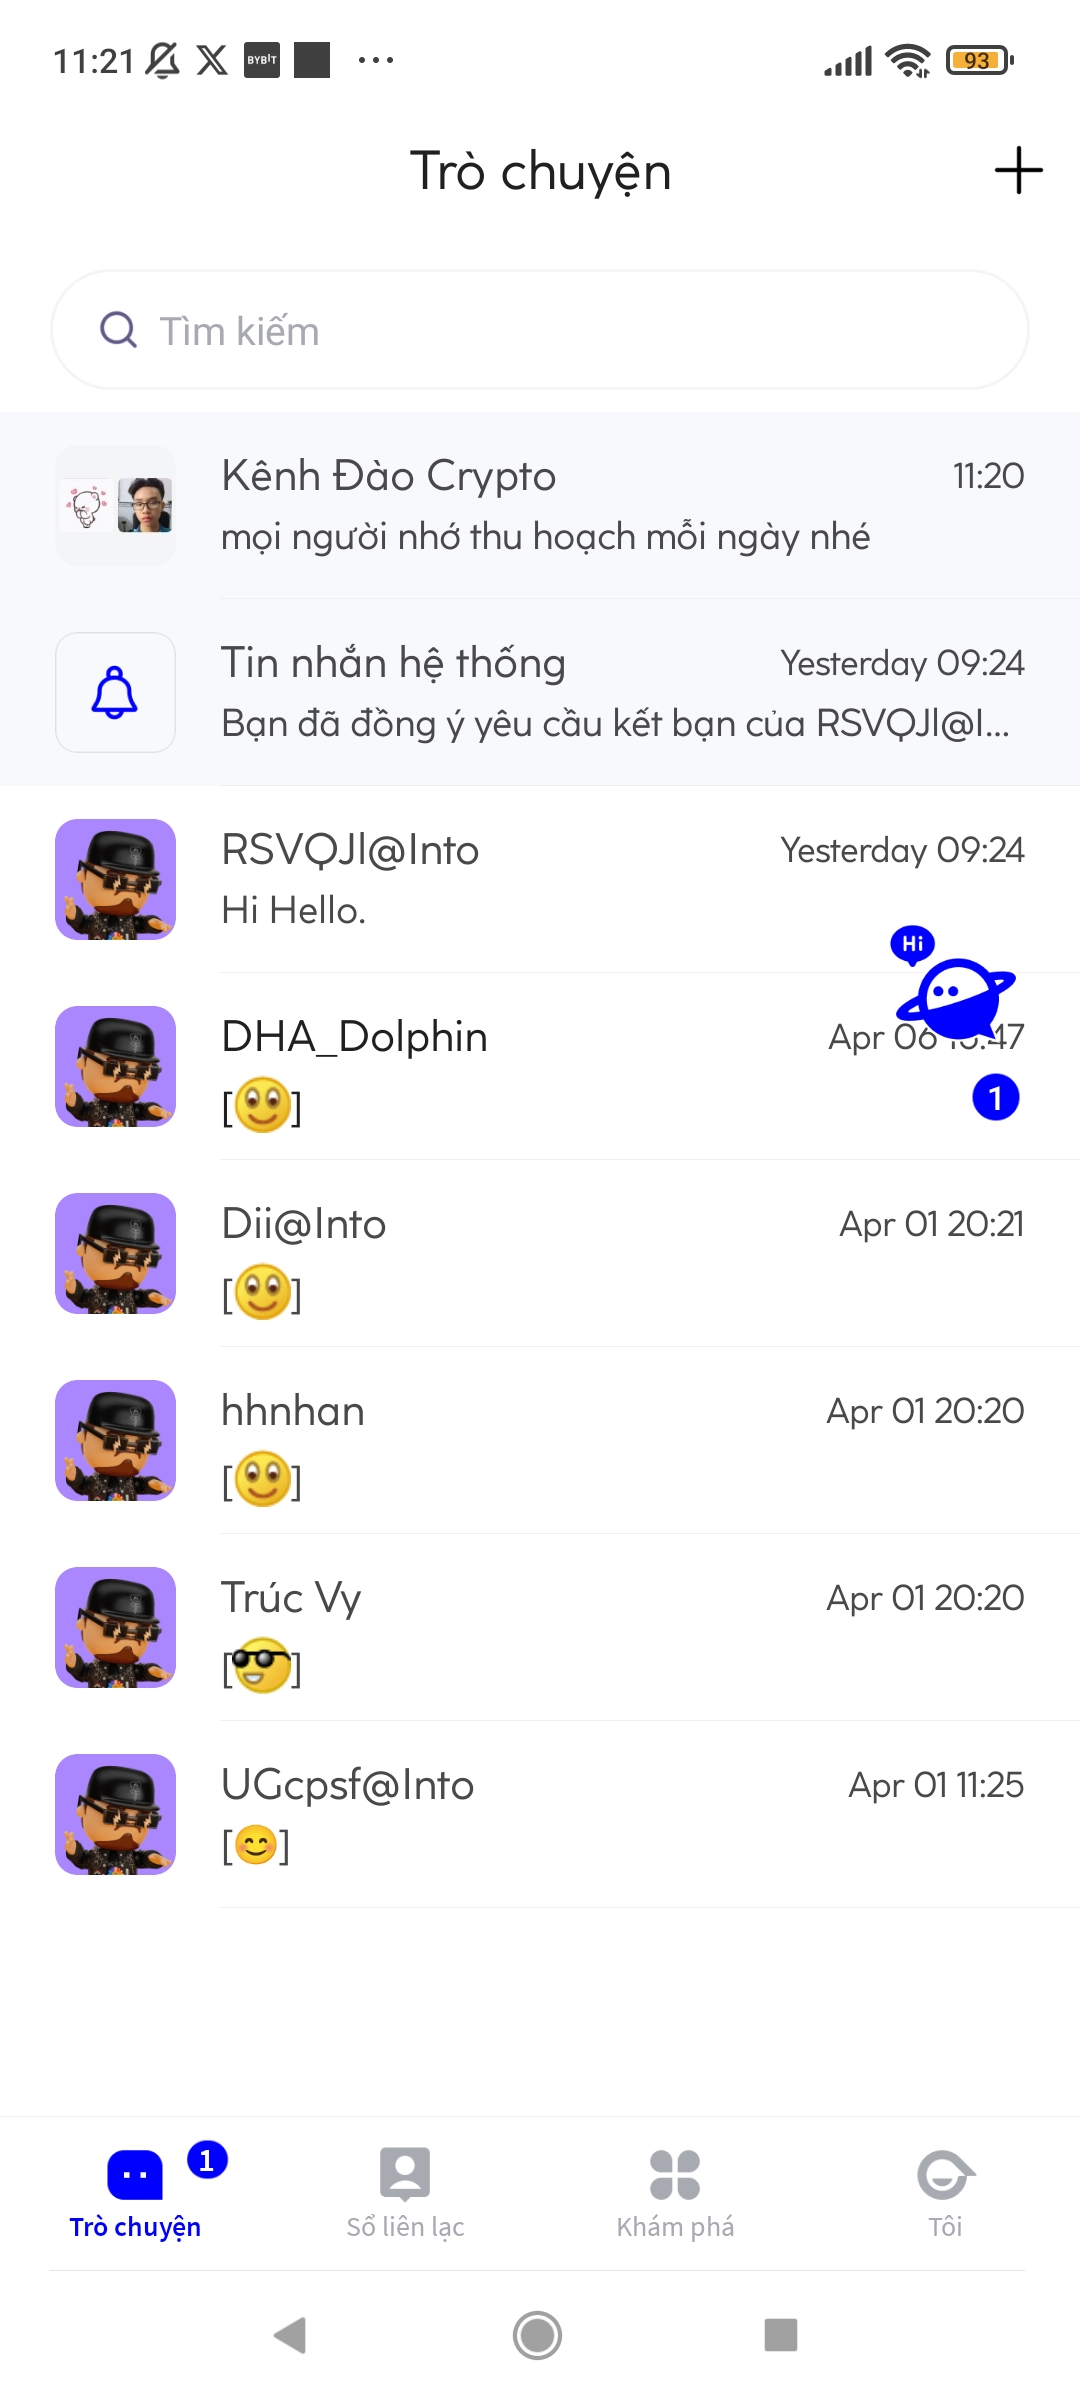 11:21 BYBIT 93
Trò chuyện
Tìm kiếm
Kênh Đào Crypto 11:20
mọi người nhớ thu hoạch mỗi ngày nhé
Tin nhắn hệ thống Yesterday 09:24
Bạn đã đồng ý yêu cầu kết bạn của RSVQJl@I...
RSVQJl@Into Yesterday 09:24
Hi Hello.
Hi
DHA_Dolphin Apr 06
[🙂] 1
Dii@Into Apr 01 20:21
[🙂]
hhnhan Apr 01 20:20
[🙂]
Trúc Vy Apr 01 20:20
[😎]
UGcpsf@Into Apr 01 11:25
[😊]
1
Trò chuyện Sổ liên lạc Khám phá Tôi